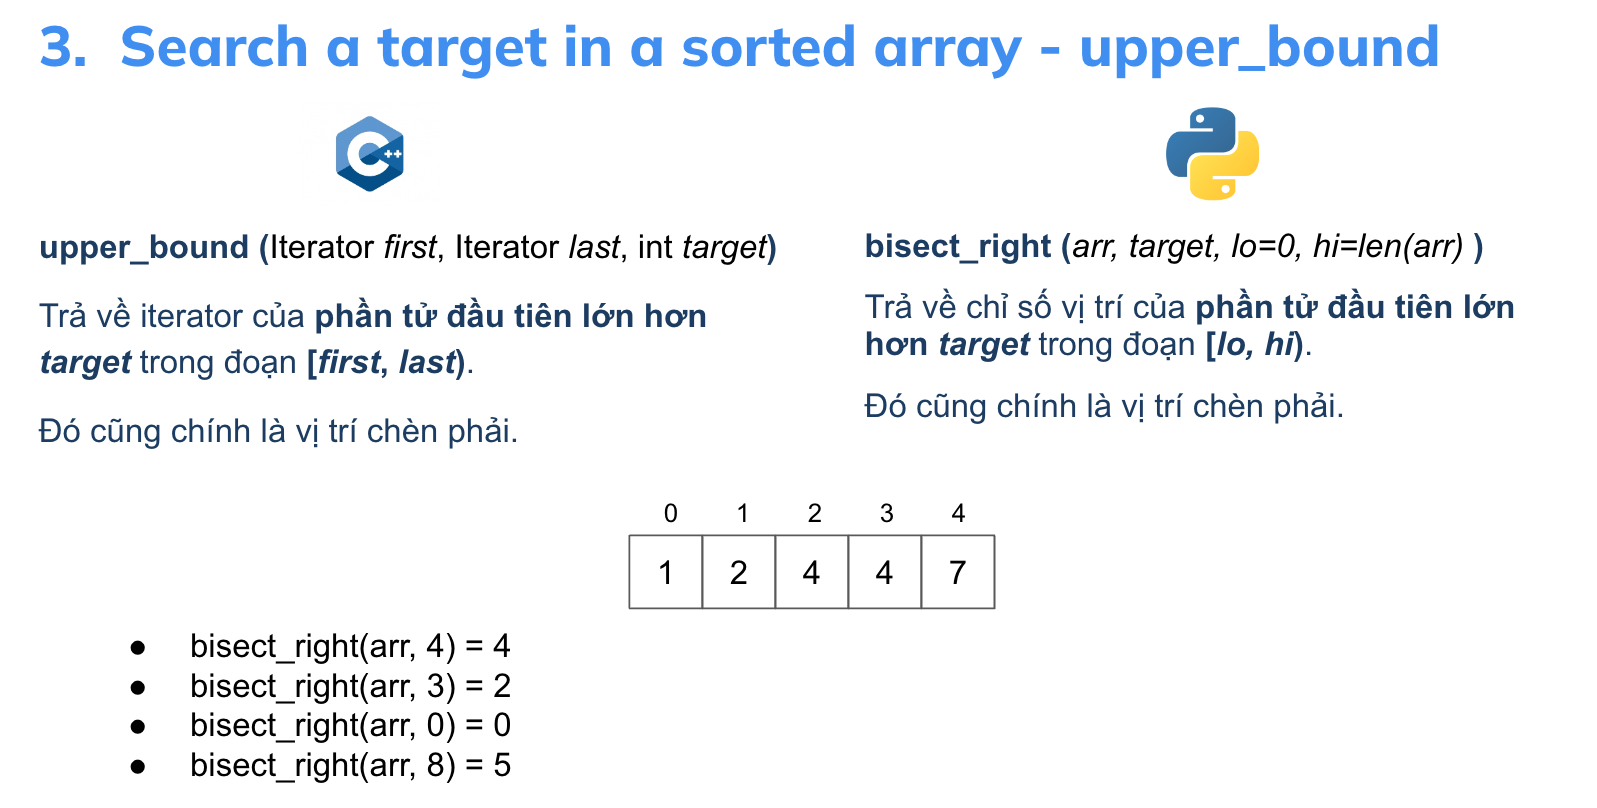 3. Search a target in a sorted array - upper_bound
C++
upper_bound (Iterator first, Iterator last, int target)
Trả về iterator của phần tử đầu tiên lớn hơn
target trong đoạn [first, last).
Đó cũng chính là vị trí chèn phải.
bisect_right (arr, target, lo=0, hi=len(arr) )
Trả về chỉ số vị trí của phần tử đầu tiên lớn
hơn target trong đoạn [lo, hi).
Đó cũng chính là vị trí chèn phải.
0 1 2 3 4
1 2 4 4 7
● bisect_right(arr, 4) = 4
● bisect_right(arr, 3) = 2
● bisect_right(arr, 0) = 0
● bisect_right(arr, 8) = 5